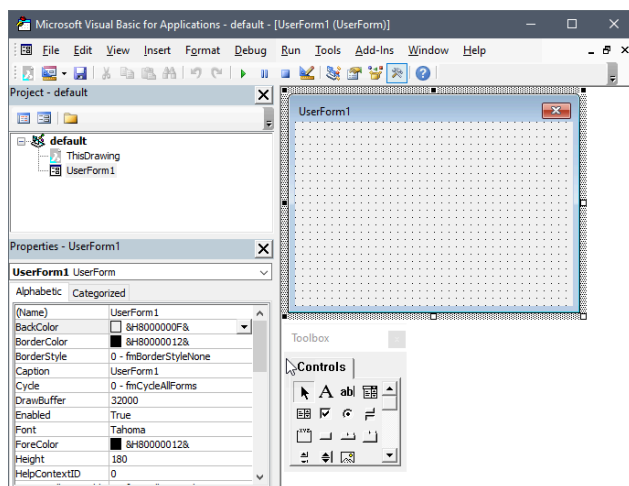 Microsoft Visual Basic for Applications - default - [UserForm1 (UserForm)]
File Edit View Insert Format Debug Run Tools Add-Ins Window Help
Project - default
default
ThisDrawing
UserForm1
Properties - UserForm1
UserForm1 UserForm
Alphabetic Categorized
(Name) UserForm1
BackColor &H8000000F&
BorderColor &H80000012&
BorderStyle 0 - fmBorderStyleNone
Caption UserForm1
Cycle 0 - fmCycleAllForms
DrawBuffer 32000
Enabled True
Font Tahoma
ForeColor &H80000012&
Height 180
HelpContextID 0
UserForm1
Toolbox
Controls
A abl